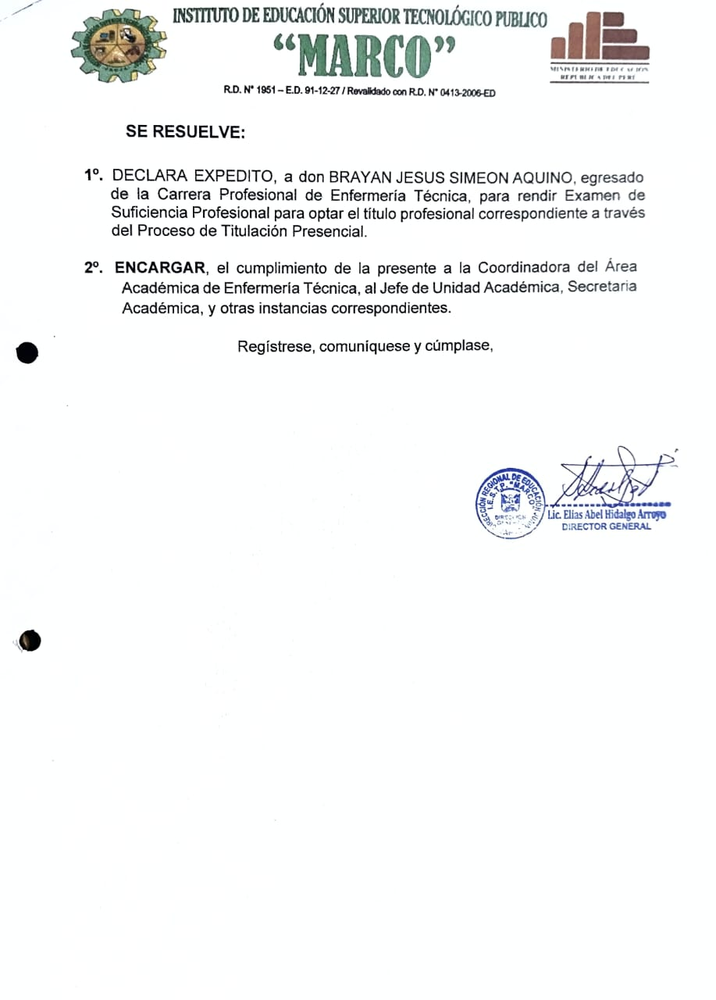 INSTITUTO DE EDUCACIÓN SUPERIOR TECNOLÓGICO PUBLICO
“MARCO”
MINISTERIO DE EDUCACIÓN
REPUBLICA DEL PERÚ
R.D. N° 1951 – E.D. 91-12-27 / Revalidado con R.D. N° 0413-2006-ED
SE RESUELVE:
1º. DECLARA EXPEDITO, a don BRAYAN JESUS SIMEON AQUINO, egresado
de la Carrera Profesional de Enfermería Técnica, para rendir Examen de
Suficiencia Profesional para optar el título profesional correspondiente a través
del Proceso de Titulación Presencial.
2º. ENCARGAR, el cumplimiento de la presente a la Coordinadora del Área
Académica de Enfermería Técnica, al Jefe de Unidad Académica, Secretaria
Académica, y otras instancias correspondientes.
Regístrese, comuníquese y cúmplase,
DIRECCIÓN REGIONAL DE EDUCACIÓN JUNÍN
I.E.S.T.P. "MARCO"
DIRECCIÓN
Lic. Elías Abel Hidalgo Arroyo
DIRECTOR GENERAL